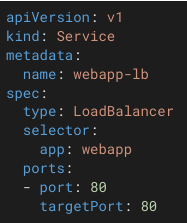 apiVersion: v1
kind: Service
metadata:
  name: webapp-lb
spec:
  type: LoadBalancer
  selector:
    app: webapp
  ports:
  - port: 80
    targetPort: 80